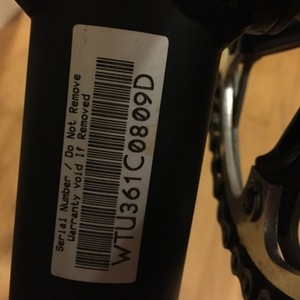 Serial Number / Do Not Remove
Warranty Void If Removed
WTU361C0809D